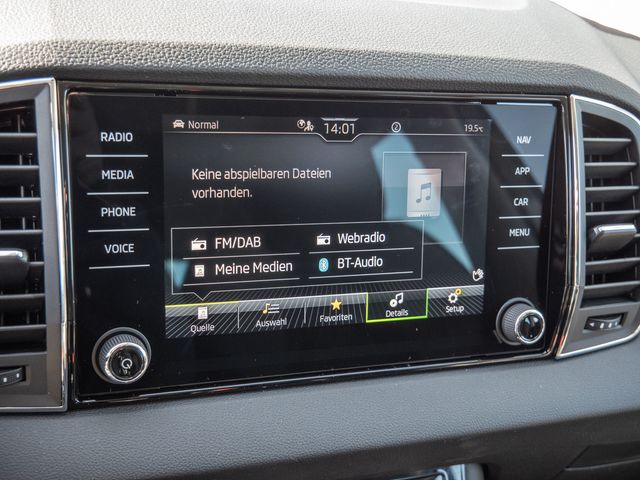 RADIO
MEDIA
PHONE
VOICE
Normal
14:01
2
19.5°C
Keine abspielbaren Dateien
vorhanden.
FM/DAB
Webradio
Meine Medien
BT-Audio
Quelle
Auswahl
Favoriten
Details
Setup
NAV
APP
CAR
MENU